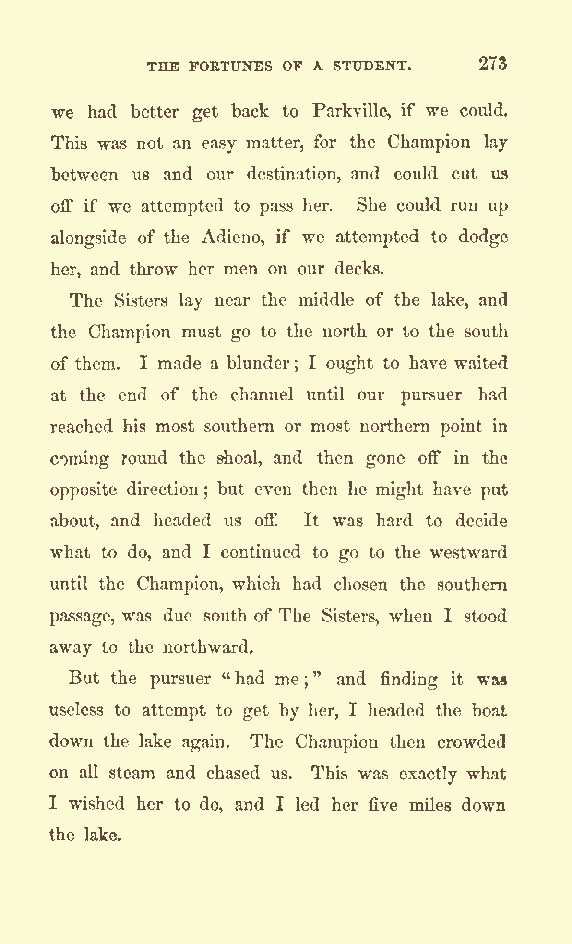 THE FORTUNES OF A STUDENT. 273
we had better get back to Parkville, if we could.
This was not an easy matter, for the Champion lay
between us and our destination, and could cut us
off if we attempted to pass her. She could run up
alongside of the Adieno, if we attempted to dodge
her, and throw her men on our decks.
The Sisters lay near the middle of the lake, and
the Champion must go to the north or to the south
of them. I made a blunder; I ought to have waited
at the end of the channel until our pursuer had
reached his most southern or most northern point in
coming round the shoal, and then gone off in the
opposite direction; but even then he might have put
about, and headed us off. It was hard to decide
what to do, and I continued to go to the westward
until the Champion, which had chosen the southern
passage, was due south of The Sisters, when I stood
away to the northward.
But the pursuer "had me;" and finding it was
useless to attempt to get by her, I headed the boat
down the lake again. The Champion then crowded
on all steam and chased us. This was exactly what
I wished her to do, and I led her five miles down
the lake.